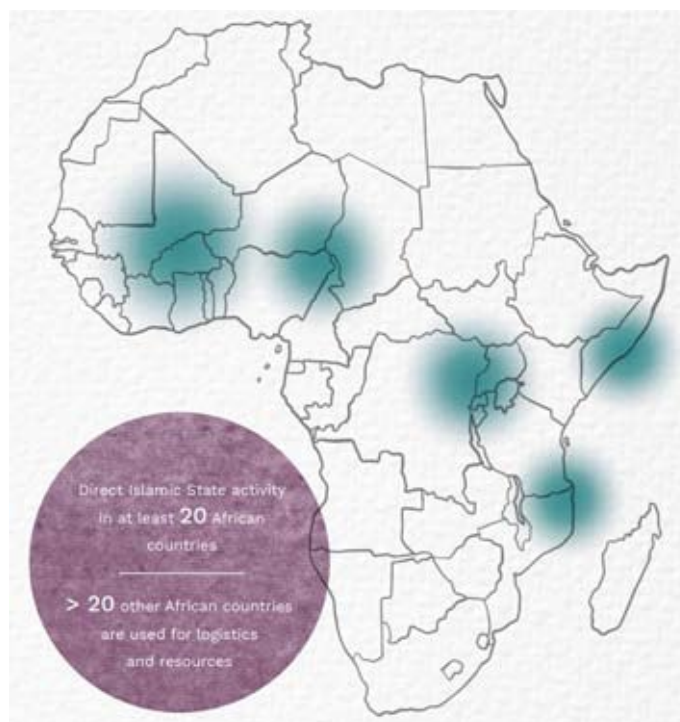 Direct Islamic State activity
in at least 20 African
countries
> 20 other African countries
are used for logistics
and resources